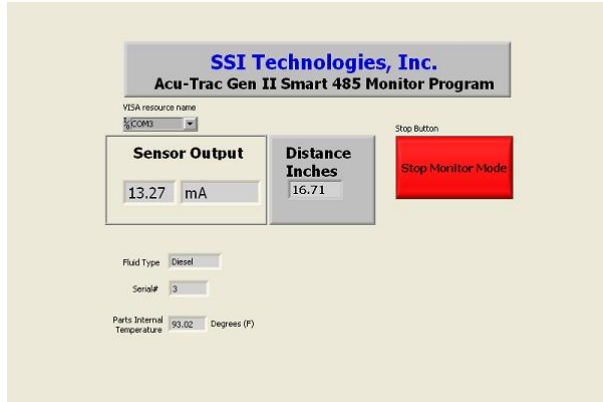 SSI Technologies, Inc.
Acu-Trac Gen II Smart 485 Monitor Program
VISA resource name
COM3
Stop Button
Sensor Output
13.27 mA
Distance
Inches
16.71
Stop Monitor Mode
Fluid Type Diesel
Serial# 3
Parts Internal
Temperature
93.02 Degrees (F)